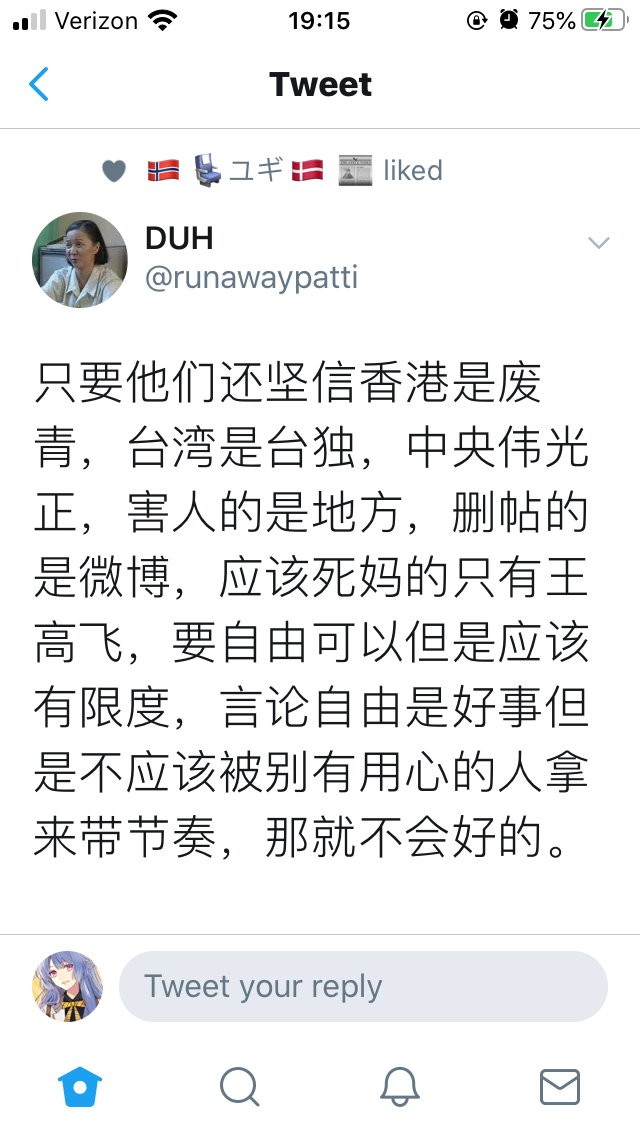 Verizon 19:15 75%
Tweet
ユギ liked
DUH
@runawaypatti
只要他们还坚信香港是废
青，台湾是台独，中央伟光
正，害人的是地方，删帖的
是微博，应该死妈的只有王
高飞，要自由可以但是应该
有限度，言论自由是好事但
是不应该被别有用心的人拿
来带节奏，那就不会好的。
Tweet your reply